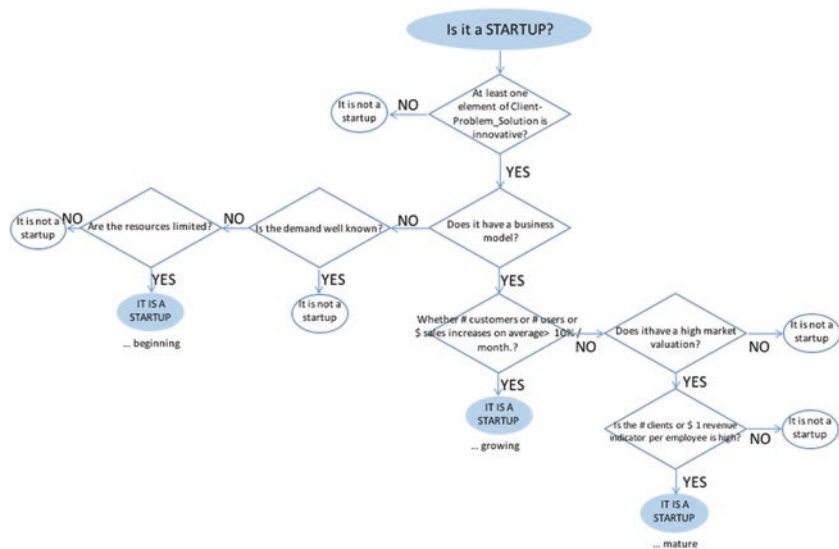 Is it a STARTUP?
At least one
element of Client-
Problem_Solution is
innovative?
NO
It is not a
startup
YES
Does it have a business
model?
NO
Is the demand well known?
NO
Are the resources limited?
NO
It is not a
startup
YES
IT IS A
STARTUP
... beginning
YES
It is not a
startup
YES
Whether # customers or # users or
$ sales increases on average> 10% /
month.?
NO
Does ithave a high market
valuation?
NO
It is not a
startup
YES
IT IS A
STARTUP
... growing
YES
Is the # clients or $ 1 revenue
indicator per employee is high?
NO
It is not a
startup
YES
IT IS A
STARTUP
... mature